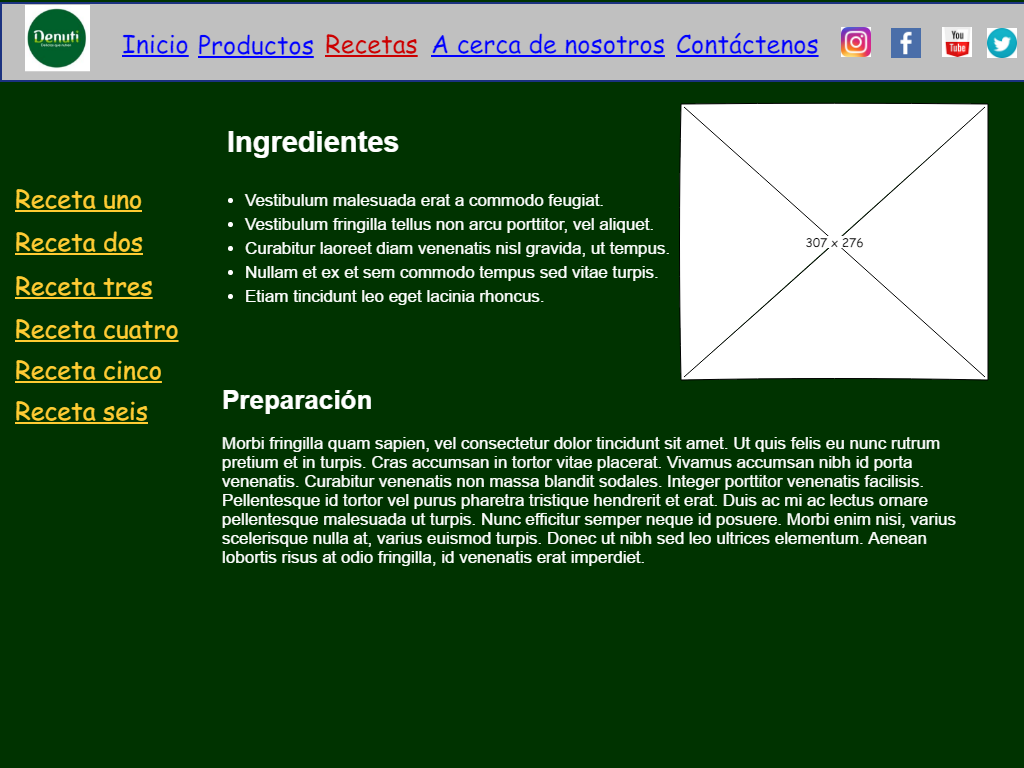 Denuti
Inicio Productos Recetas A cerca de nosotros Contáctenos
You
Tube
Ingredientes
Receta uno
Receta dos
Receta tres
Receta cuatro
Receta cinco
Receta seis
• Vestibulum malesuada erat a commodo feugiat.
• Vestibulum fringilla tellus non arcu porttitor, vel aliquet.
• Curabitur laoreet diam venenatis nisl gravida, ut tempus.
• Nullam et ex et sem commodo tempus sed vitae turpis.
• Etiam tincidunt leo eget lacinia rhoncus.
307 x 276
Preparación
Morbi fringilla quam sapien, vel consectetur dolor tincidunt sit amet. Ut quis felis eu nunc rutrum
pretium et in turpis. Cras accumsan in tortor vitae placerat. Vivamus accumsan nibh id porta
venenatis. Curabitur venenatis non massa blandit sodales. Integer porttitor venenatis facilisis.
Pellentesque id tortor vel purus pharetra tristique hendrerit et erat. Duis ac mi ac lectus ornare
pellentesque malesuada ut turpis. Nunc efficitur semper neque id posuere. Morbi enim nisi, varius
scelerisque nulla at, varius euismod turpis. Donec ut nibh sed leo ultrices elementum. Aenean
lobortis risus at odio fringilla, id venenatis erat imperdiet.